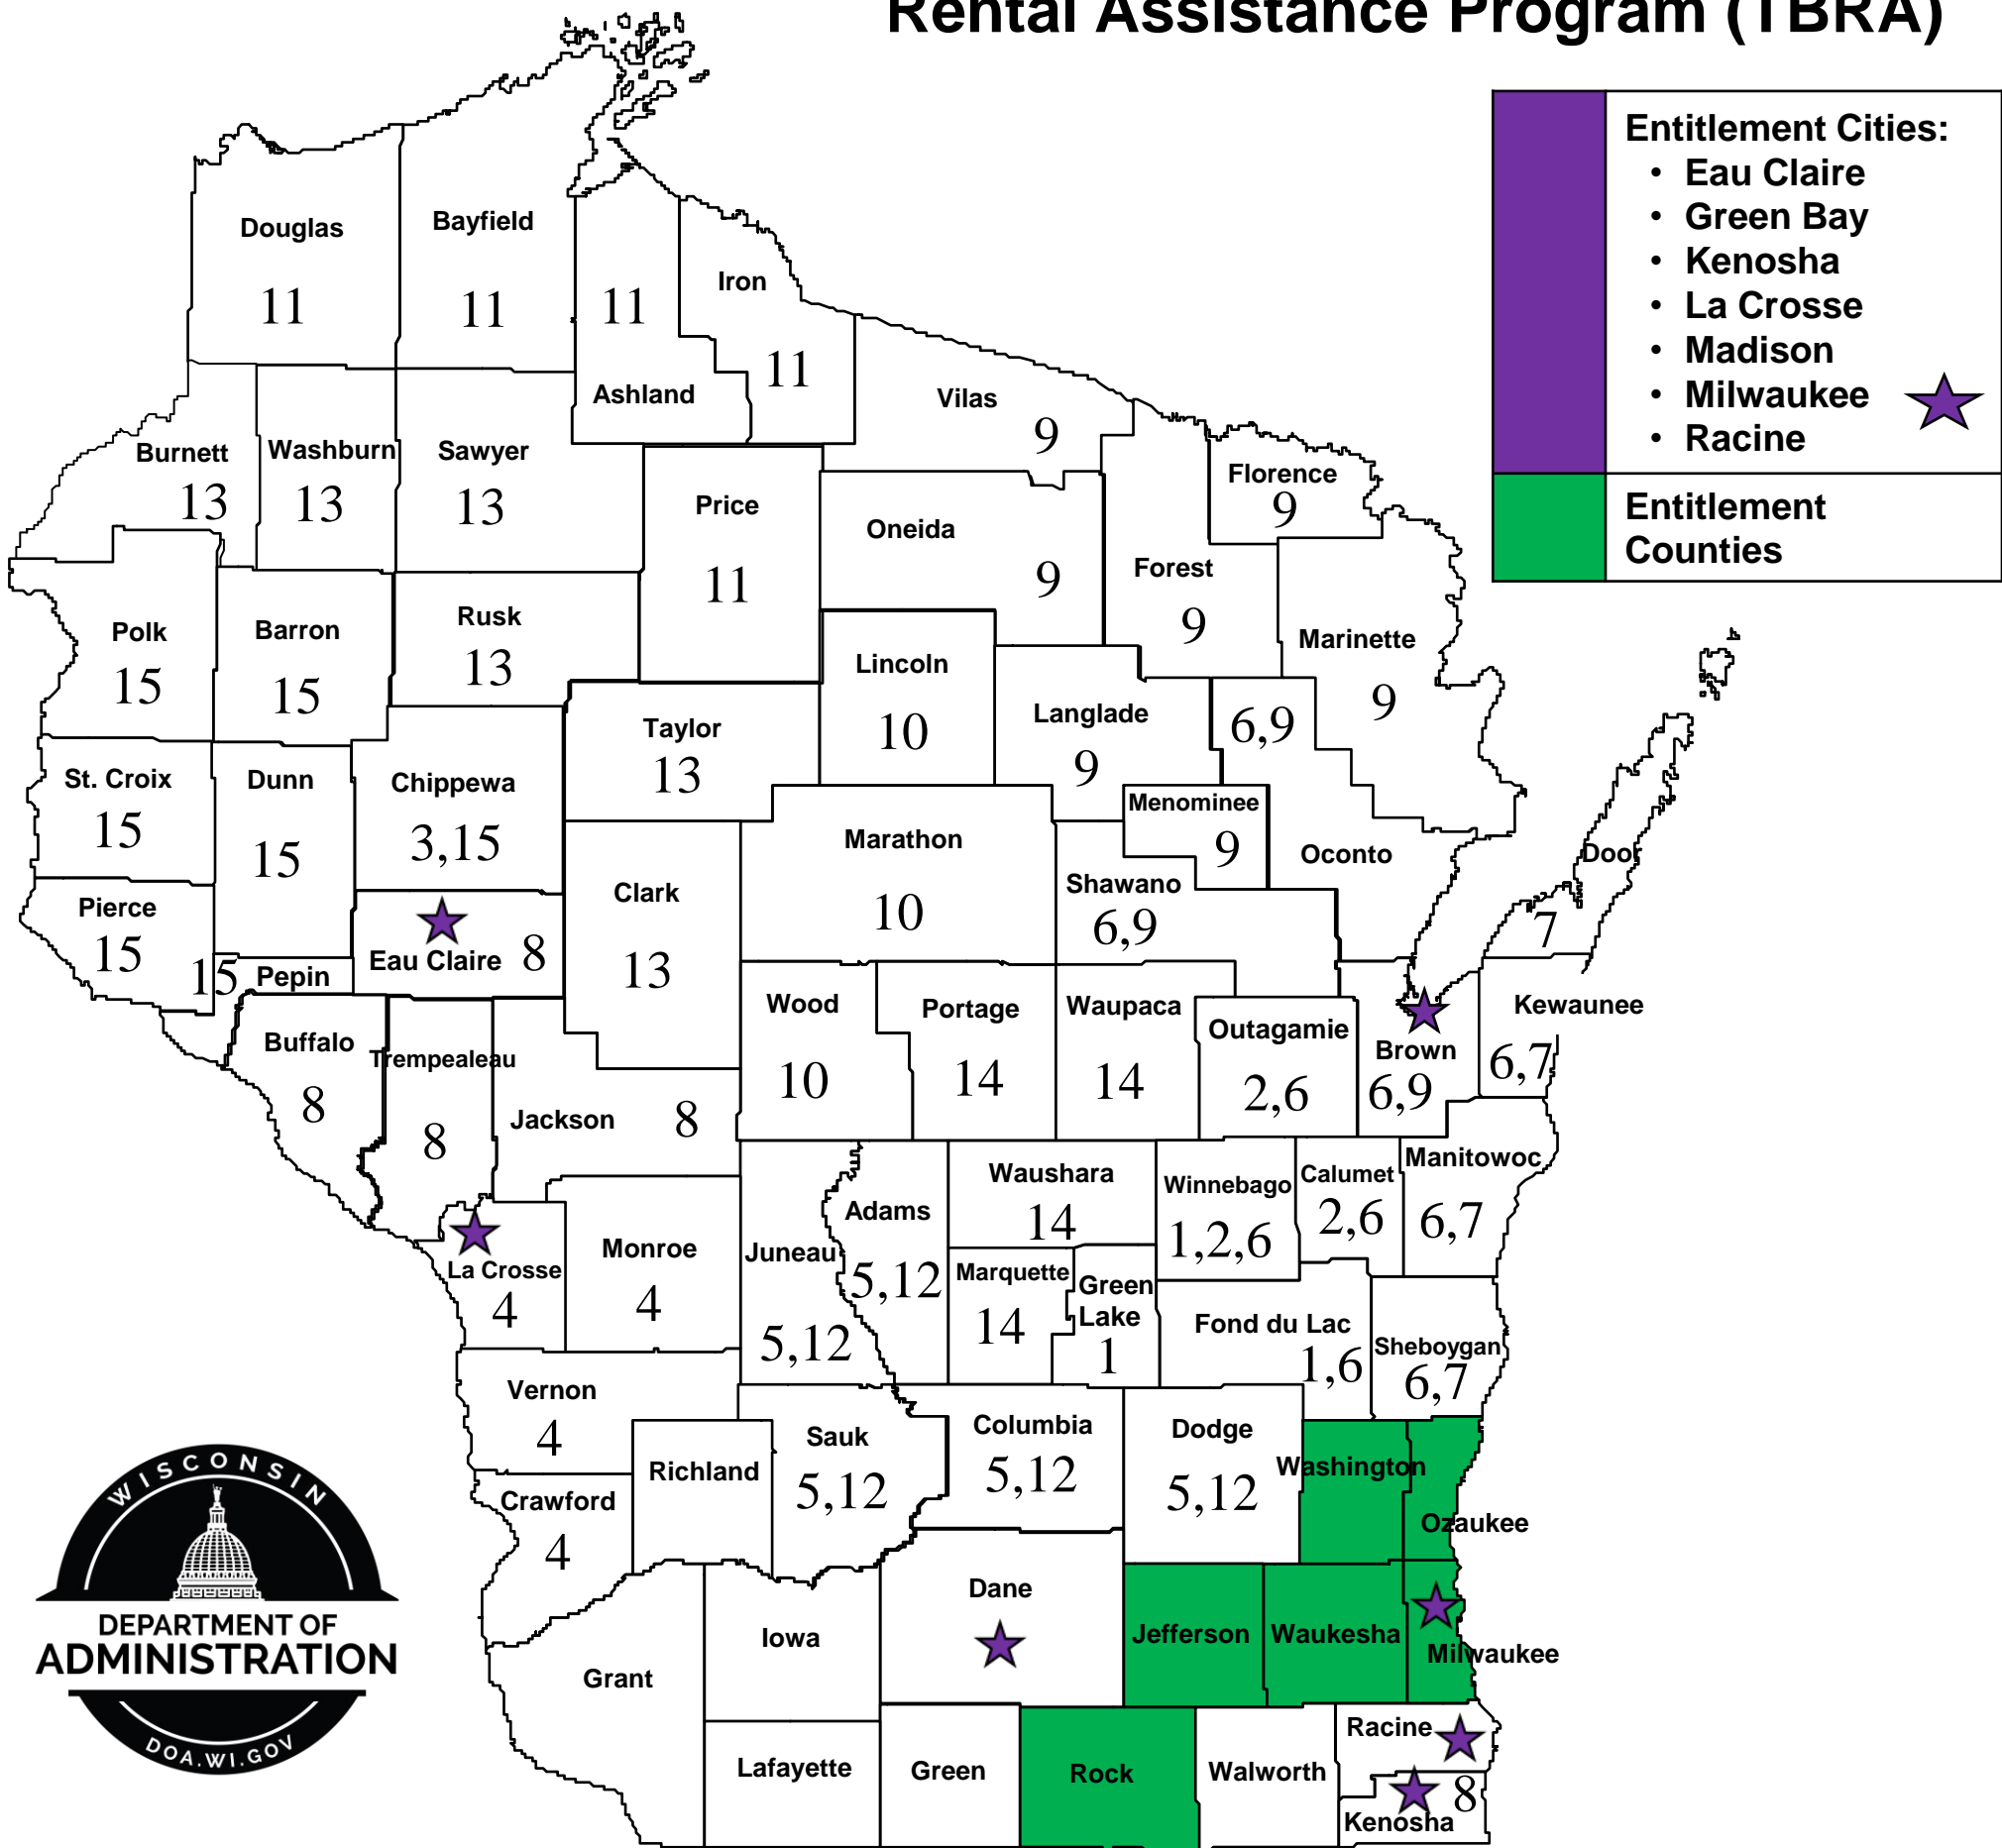 Rental Assistance Program (TBRA)
Entitlement Cities:
• Eau Claire
• Green Bay
• Kenosha
• La Crosse
• Madison
• Milwaukee
• Racine
Entitlement
Counties
Douglas
11
Bayfield
11
11
Ashland
Iron
11
Vilas
9
Burnett
13
Washburn
13
Sawyer
13
Price
11
Oneida
9
Florence
9
Forest
9
Marinette
9
Polk
15
Barron
15
Rusk
13
Lincoln
10
Langlade
9
6,9
Oconto
Taylor
13
St. Croix
15
Dunn
15
Chippewa
3,15
Menominee
9
Marathon
10
Shawano
6,9
Door
7
Clark
13
Pierce
15
15
Pepin
Eau Claire
8
Wood
10
Portage
14
Waupaca
14
Outagamie
2,6
Brown
6,9
Kewaunee
6,7
Buffalo
8
Trempealeau
8
Jackson
8
Waushara
14
Winnebago
1,2,6
Calumet
2,6
Manitowoc
6,7
La Crosse
4
Monroe
4
Juneau
5,12
Adams
5,12
Marquette
14
Green
Lake
1
Fond du Lac
1,6
Sheboygan
6,7
Vernon
4
Richland
Sauk
5,12
Columbia
5,12
Dodge
5,12
Washington
Ozaukee
Crawford
4
Dane
Jefferson
Waukesha
Milwaukee
Iowa
Grant
Lafayette
Green
Rock
Walworth
Racine
8
Kenosha
WISCONSIN
DEPARTMENT OF
ADMINISTRATION
DOA.WI.GOV